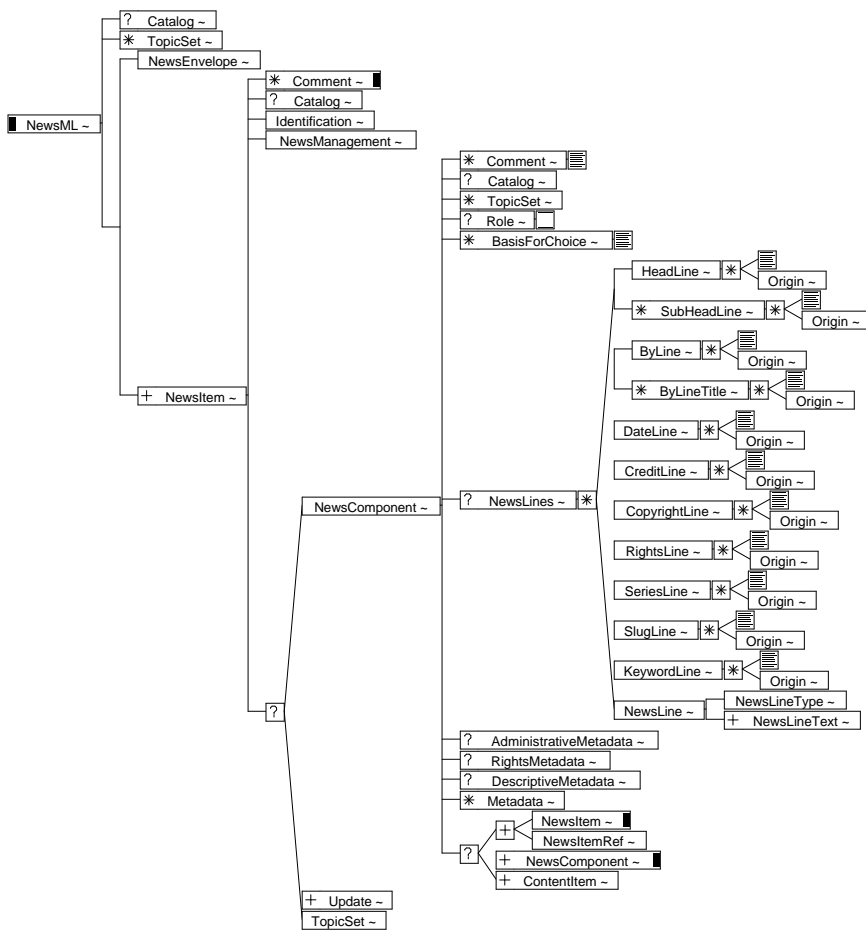 ? Catalog ~
* TopicSet ~
NewsEnvelope ~
* Comment ~
? Catalog ~
Identification ~
NewsML ~
NewsManagement ~
* Comment ~
? Catalog ~
* TopicSet ~
? Role ~
* BasisForChoice ~
HeadLine ~ *
Origin ~
* SubHeadLine ~ *
Origin ~
ByLine ~ *
Origin ~
+ NewsItem ~
* ByLineTitle ~ *
Origin ~
DateLine ~ *
Origin ~
CreditLine ~ *
Origin ~
NewsComponent ~
? NewsLines ~ *
CopyrightLine ~ *
Origin ~
RightsLine ~ *
Origin ~
SeriesLine ~ *
Origin ~
SlugLine ~ *
Origin ~
KeywordLine ~ *
Origin ~
?
NewsLine ~
NewsLineType ~
+ NewsLineText ~
? AdministrativeMetadata ~
? RightsMetadata ~
? DescriptiveMetadata ~
* Metadata ~
?
+
NewsItem ~
NewsItemRef ~
+ NewsComponent ~
+ ContentItem ~
+ Update ~
TopicSet ~